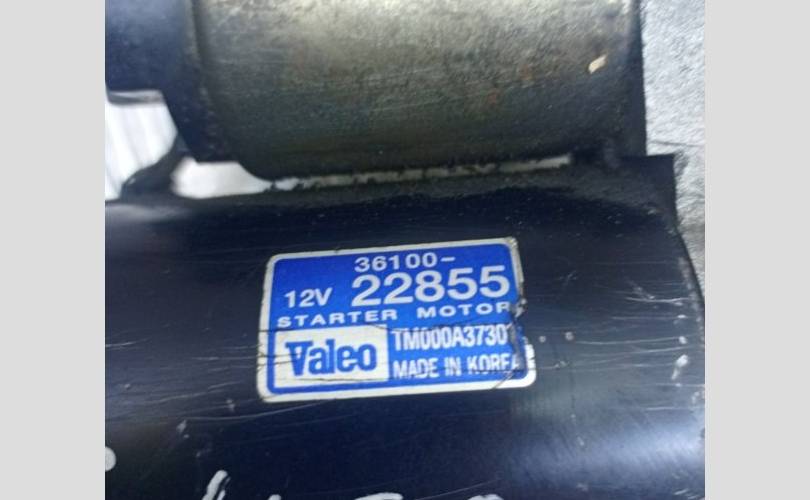 36100-
12V 22855
STARTER MOTOR
Valeo
TM000A37301
MADE IN KOREA